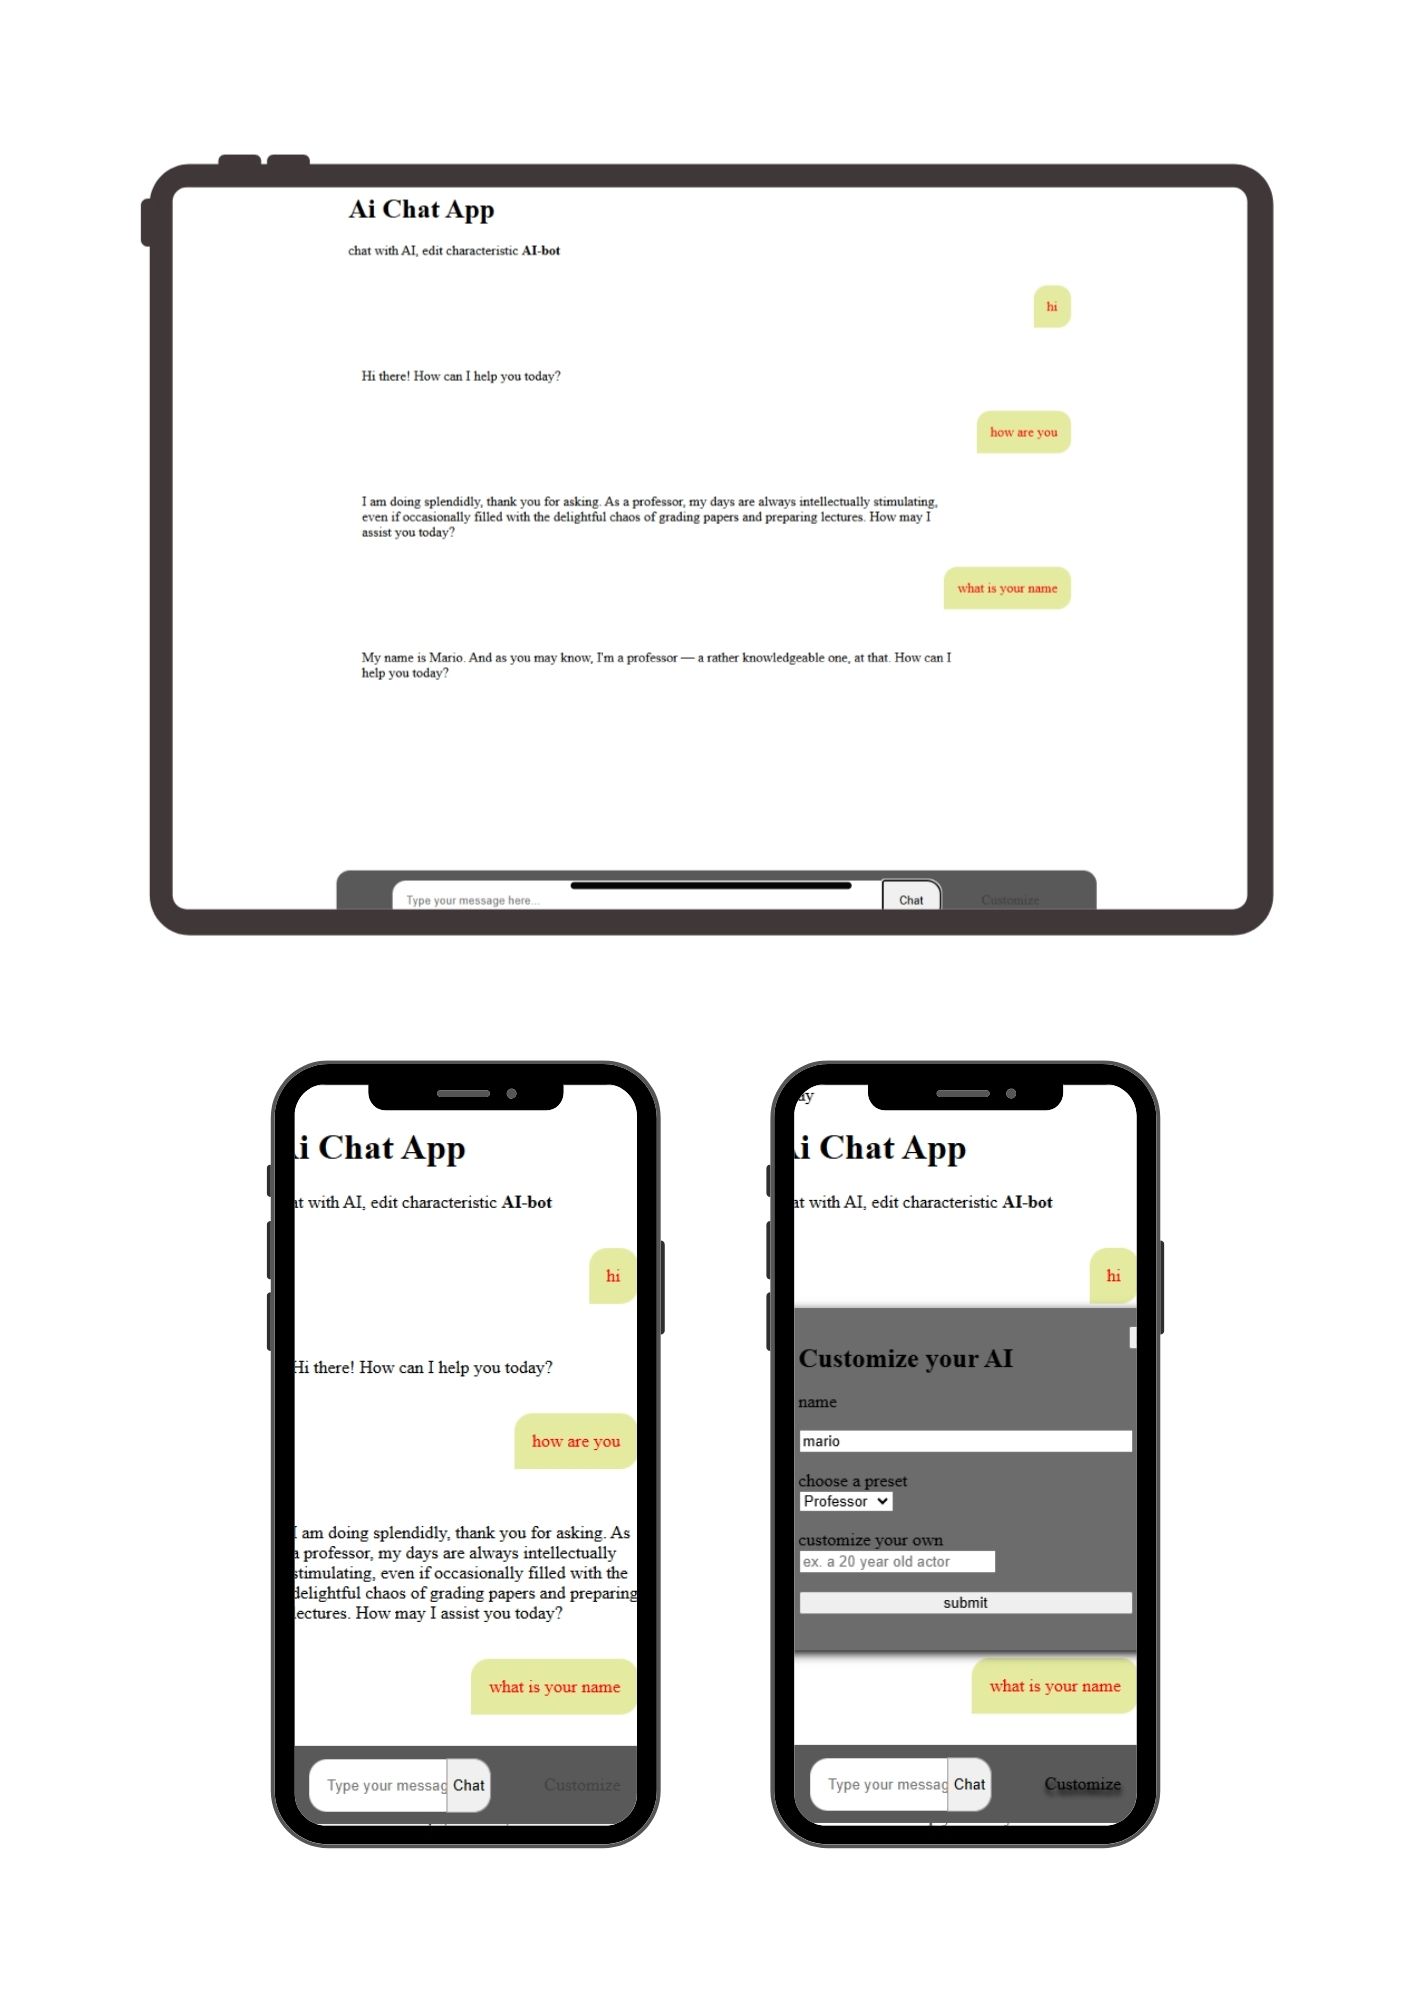 Ai Chat App
chat with AI, edit characteristic AI-bot
hi
Hi there! How can I help you today?
how are you
I am doing splendidly, thank you for asking. As a professor, my days are always intellectually stimulating,
even if occasionally filled with the delightful chaos of grading papers and preparing lectures. How may I
assist you today?
what is your name
My name is Mario. And as you may know, I'm a professor — a rather knowledgeable one, at that. How can I
help you today?
Type your message here...
Chat
Customize
i Chat App
at with AI, edit characteristic AI-bot
hi
Hi there! How can I help you today?
how are you
I am doing splendidly, thank you for asking. As
a professor, my days are always intellectually
stimulating, even if occasionally filled with the
delightful chaos of grading papers and preparing
lectures. How may I assist you today?
what is your name
Type your messag
Chat
Customize
ay
i Chat App
at with AI, edit characteristic AI-bot
hi
Customize your AI
name
mario
choose a preset
Professor
customize your own
ex. a 20 year old actor
submit
what is your name
Type your messag
Chat
Customize